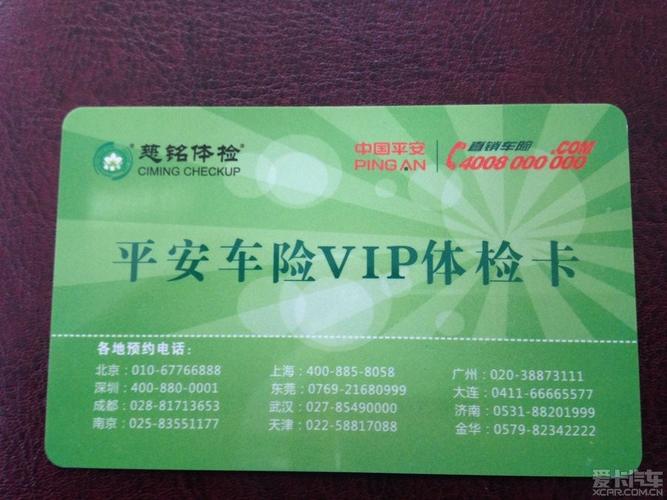 慈铭体检®
CIMING CHECKUP
中国平安
PING AN
直销车险 .COM
4008 000 000
平安车险VIP体检卡
各地预约电话：
北京：010-67766888 上海：400-885-8058 广州：020-38873111
深圳：400-880-0001 东莞：0769-21680999 大连：0411-66665577
成都：028-81713653 武汉：027-85490000 济南：0531-88201999
南京：025-83551177 天津：022-58817088 金华：0579-82342222
爱卡汽车
XCAR.COM.CN